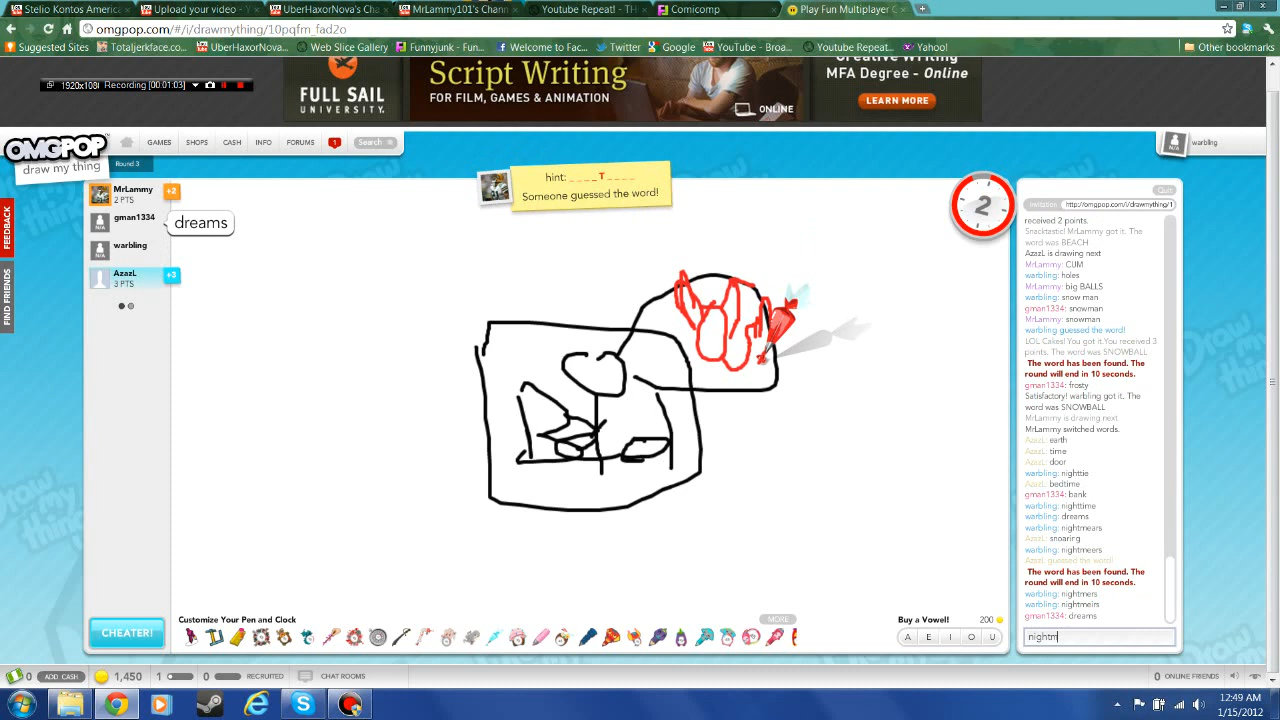 Stelio Kontos Anyway
Upload your video - Y
UberHaxorNova's Chan
MrLammy101's Channel
Youtube Repeat! - TH
Comicomp
Play Fun Multiplayer G
omgpop.com/#/i/drawmything/10pqfm_fad2o
Suggested Sites
Totaljerkface.co...
UberHaxorNova's...
Web Slice Gallery
Funnyjunk - Fun...
Welcome to Fac...
Twitter
Google
YouTube - Broa...
Youtube Repeat...
Yahoo!
Other bookmarks
1920x1080 Recording [00:01:03]
FULL SAIL
UNIVERSITY.
Script Writing
FOR FILM, GAMES & ANIMATION
ONLINE
Creative Writing
MFA Degree - Online
LEARN MORE
OMGPOP
GAMES
SHOPS
CASH
INFO
FORUMS
1
Search
warbling
draw my thing
Round 3
FEEDBACK
FIND FRIENDS
MrLammy
2 PTS
+2
gman1334
dreams
warbling
AzazL
3 PTS
+3
hint: _ _ _ _ T _ _ _ _
Someone guessed the word!
2
Quit
invitation
http://omgpop.com/i/drawmything/1
received 2 points.
Snacktastic! MrLammy got it. The
word was BEACH
AzazL is drawing next
MrLammy: CUM
warbling: holes
MrLammy: big BALLS
warbling: snow man
gman1334: snowman
MrLammy: snowman
warbling guessed the word!
LOL Cakes! You got it.You received 3
points. The word was SNOWBALL
The word has been found. The
round will end in 10 seconds.
gman1334: frosty
Satisfactory! warbling got it. The
word was SNOWBALL
MrLammy is drawing next
MrLammy switched words.
AzazL: earth
AzazL: time
AzazL: door
warbling: nighttie
AzazL: bedtime
gman1334: bank
warbling: nighttime
warbling: dreams
warbling: nightmears
AzazL: snoaring
warbling: nightmeers
AzazL guessed the word!
The word has been found. The
round will end in 10 seconds.
warbling: nightmers
warbling: nightmeirs
gman1334: dreams
nightm
CHEATER!
Customize Your Pen and Clock
MORE
Buy a Vowel!
200
A E I O U
0
ADD CASH
1,450
1
0
RECRUITED
CHAT ROOMS
0 ONLINE FRIENDS
12:49 AM
1/15/2012